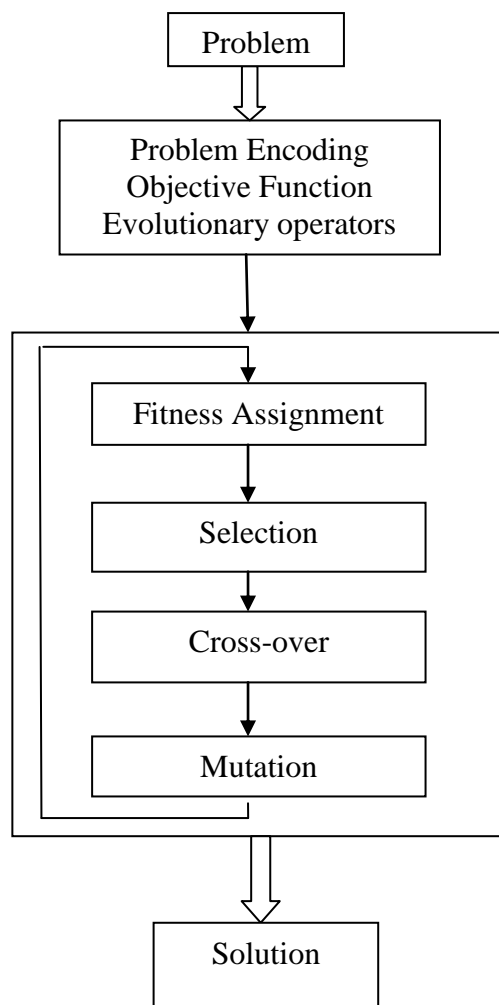 Problem
Problem Encoding
Objective Function
Evolutionary operators
Fitness Assignment
Selection
Cross-over
Mutation
Solution